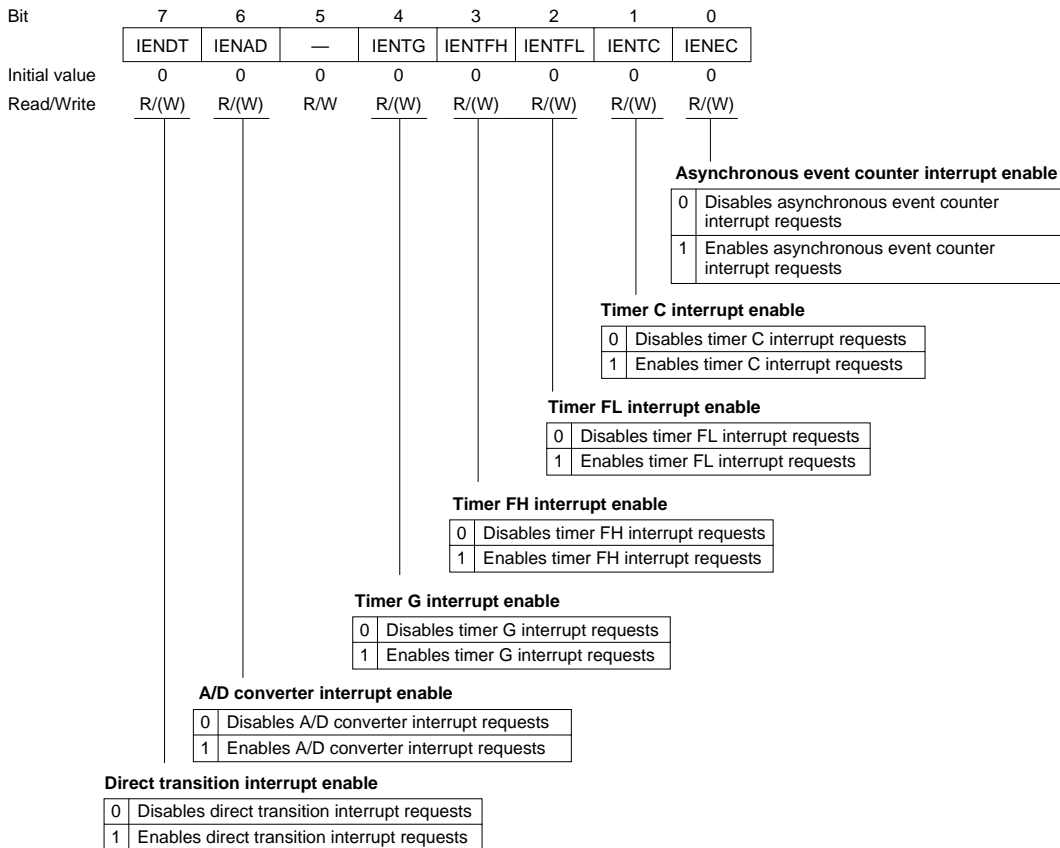 Bit 7 6 5 4 3 2 1 0
IENDT IENAD — IENTG IENTFH IENTFL IENTC IENEC
Initial value 0 0 0 0 0 0 0 0
Read/Write R/(W) R/(W) R/W R/(W) R/(W) R/(W) R/(W) R/(W)
Asynchronous event counter interrupt enable
0 Disables asynchronous event counter
interrupt requests
1 Enables asynchronous event counter
interrupt requests
Timer C interrupt enable
0 Disables timer C interrupt requests
1 Enables timer C interrupt requests
Timer FL interrupt enable
0 Disables timer FL interrupt requests
1 Enables timer FL interrupt requests
Timer FH interrupt enable
0 Disables timer FH interrupt requests
1 Enables timer FH interrupt requests
Timer G interrupt enable
0 Disables timer G interrupt requests
1 Enables timer G interrupt requests
A/D converter interrupt enable
0 Disables A/D converter interrupt requests
1 Enables A/D converter interrupt requests
Direct transition interrupt enable
0 Disables direct transition interrupt requests
1 Enables direct transition interrupt requests